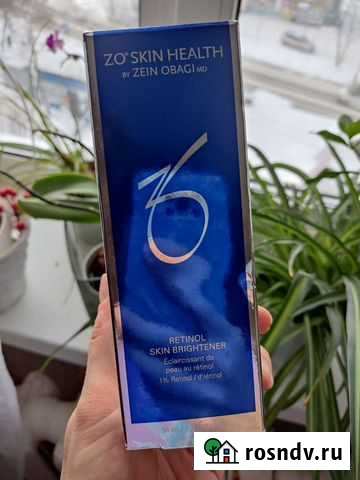 ZO® SKIN HEALTH
BY ZEIN OBAGI MD
RETINOL
SKIN BRIGHTENER
Éclaircissant de
peau au rétinol
1% Retinol / d'rétinol
rosndv.ru